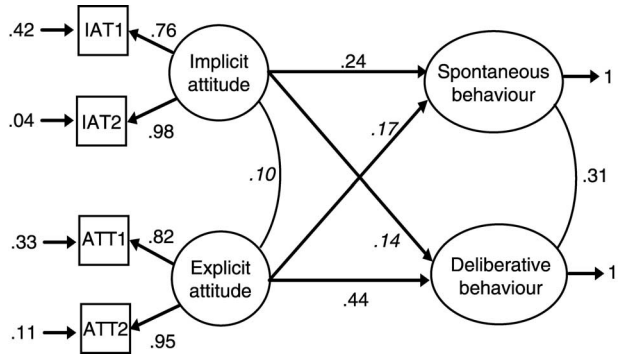 .42
IAT1
.76
Implicit
attitude
.24
Spontaneous
behaviour
1
.04
IAT2
.98
.17
.10
.31
.33
ATT1
.82
.14
Explicit
attitude
.44
Deliberative
behaviour
1
.11
ATT2
.95